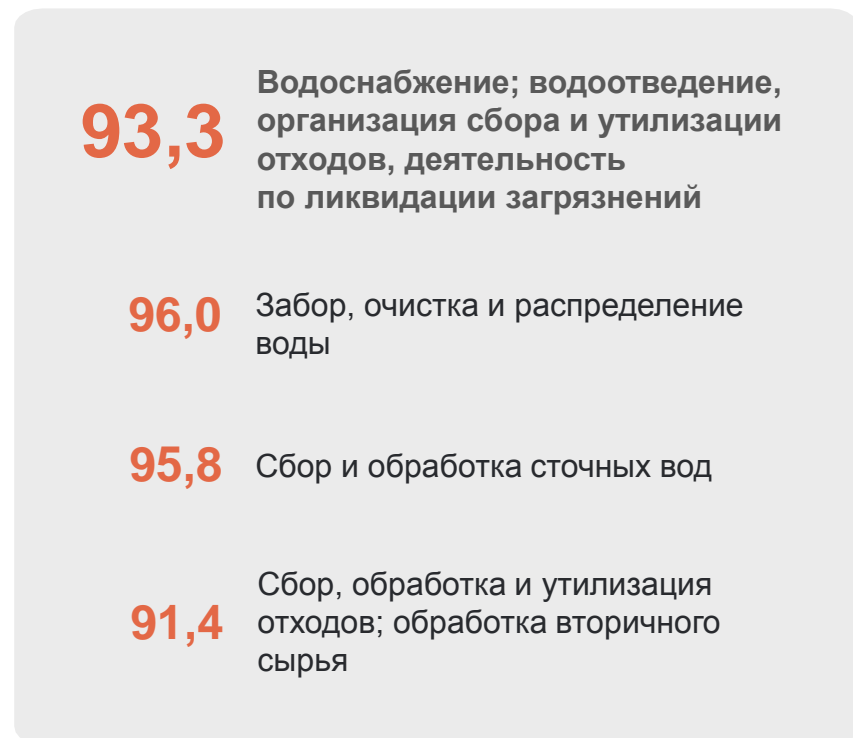 93,3
Водоснабжение; водоотведение,
организация сбора и утилизации
отходов, деятельность
по ликвидации загрязнений
96,0
Забор, очистка и распределение
воды
95,8
Сбор и обработка сточных вод
91,4
Сбор, обработка и утилизация
отходов; обработка вторичного
сырья